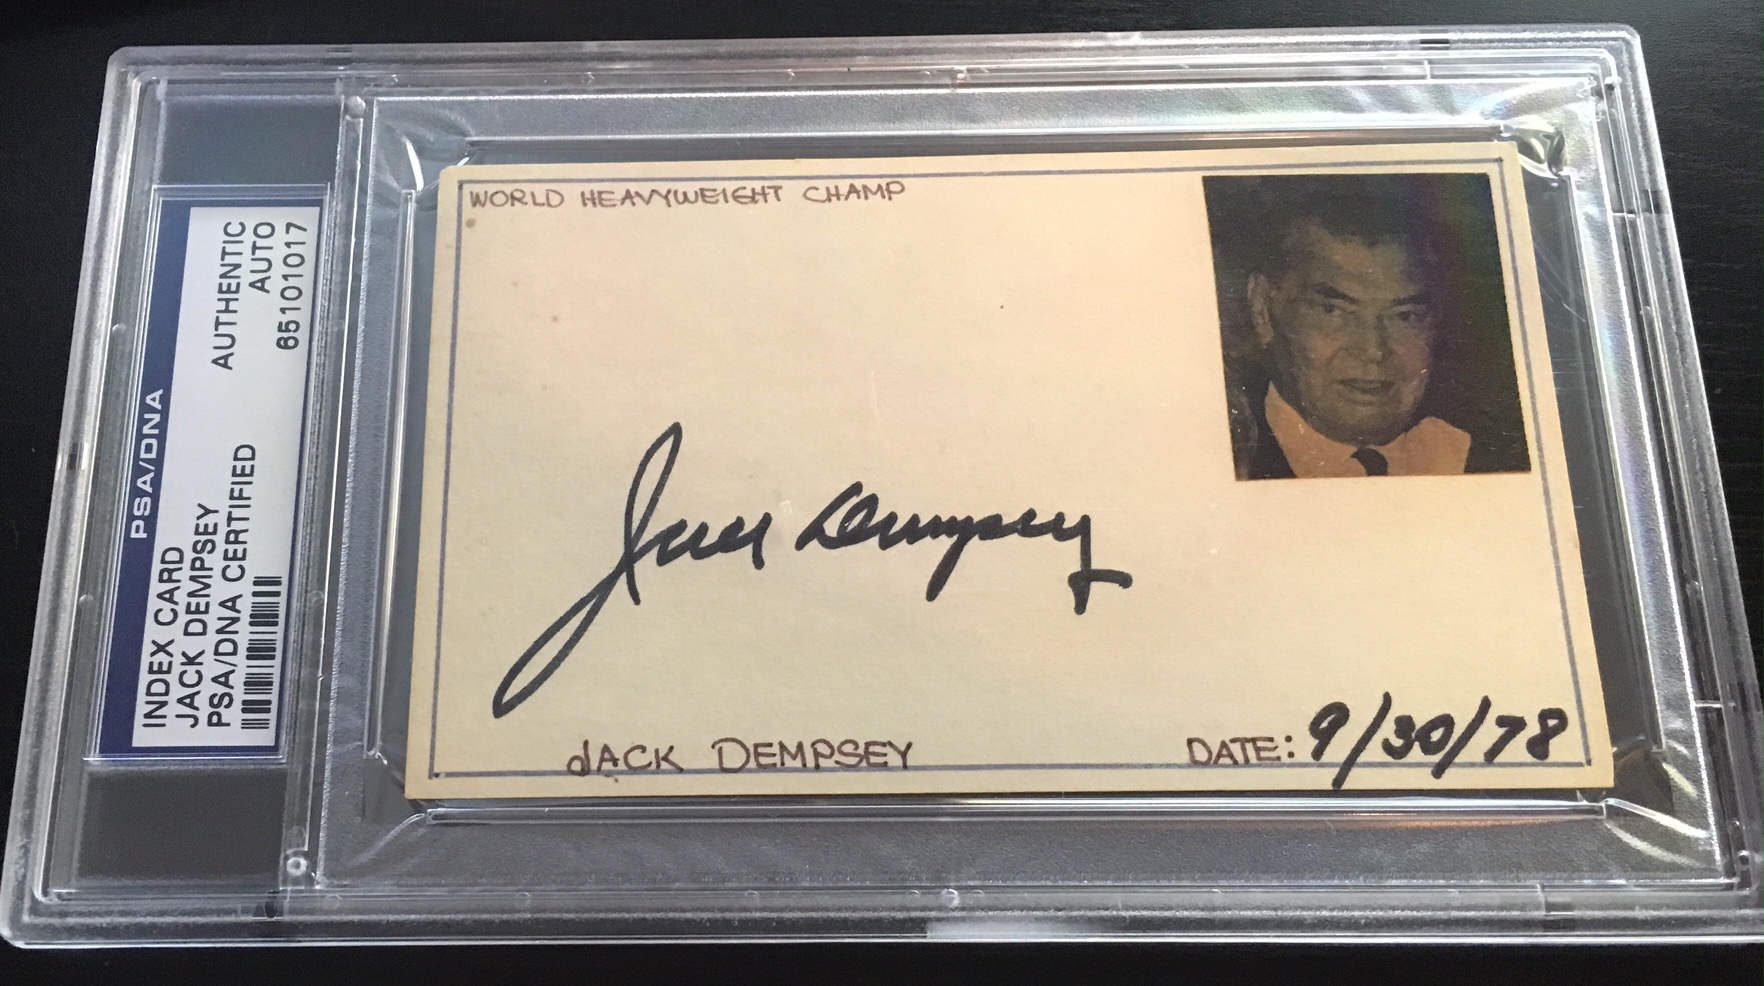 PSA/DNA
INDEX CARD
JACK DEMPSEY
PSA/DNA CERTIFIED
AUTHENTIC
AUTO
65101017
WORLD HEAVYWEIGHT CHAMP
Jack Dempsey
JACK DEMPSEY
DATE: 9/30/78